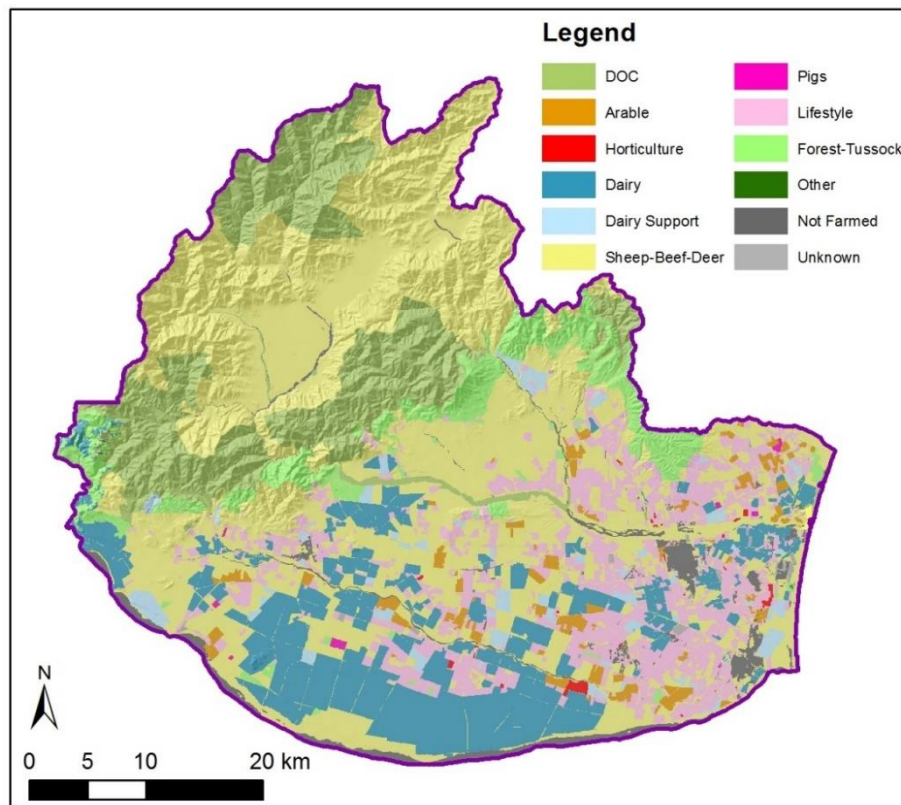 Legend
DOC
Arable
Horticulture
Dairy
Dairy Support
Sheep-Beef-Deer
Pigs
Lifestyle
Forest-Tussock
Other
Not Farmed
Unknown
N
0 5 10 20 km